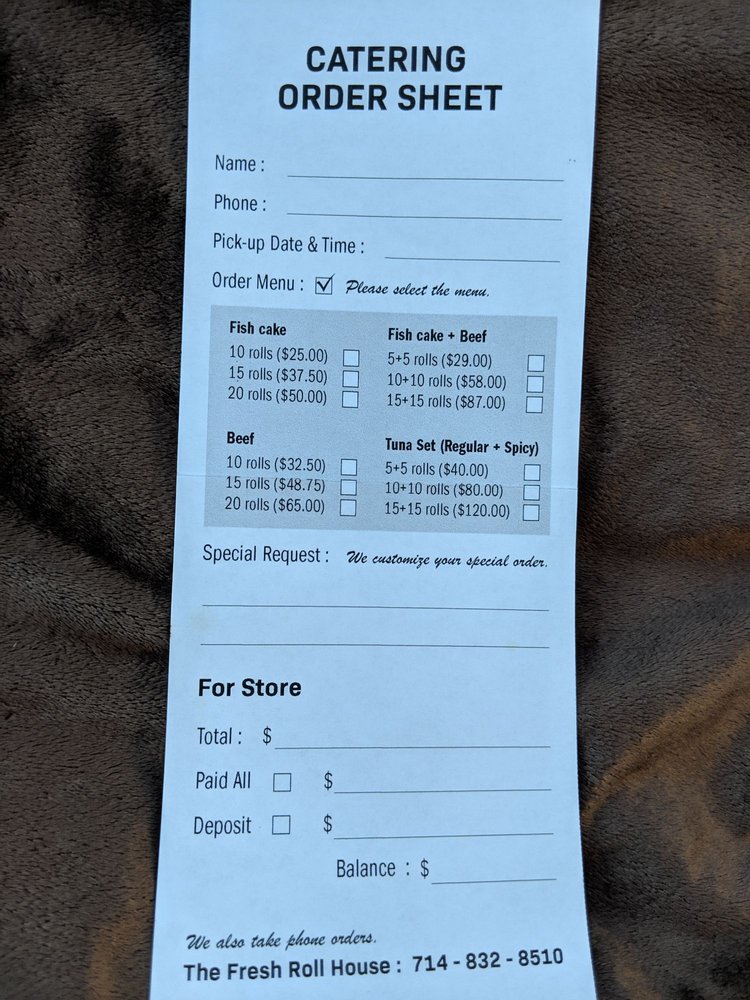 CATERING
ORDER SHEET
Name :
Phone :
Pick-up Date & Time :
Order Menu : Please select the menu.
Fish cake
10 rolls ($25.00)
15 rolls ($37.50)
20 rolls ($50.00)
Fish cake + Beef
5+5 rolls ($29.00)
10+10 rolls ($58.00)
15+15 rolls ($87.00)
Beef
10 rolls ($32.50)
15 rolls ($48.75)
20 rolls ($65.00)
Tuna Set (Regular + Spicy)
5+5 rolls ($40.00)
10+10 rolls ($80.00)
15+15 rolls ($120.00)
Special Request : We customize your special order.
For Store
Total : $
Paid All $
Deposit $
Balance : $
We also take phone orders.
The Fresh Roll House : 714 - 832 - 8510